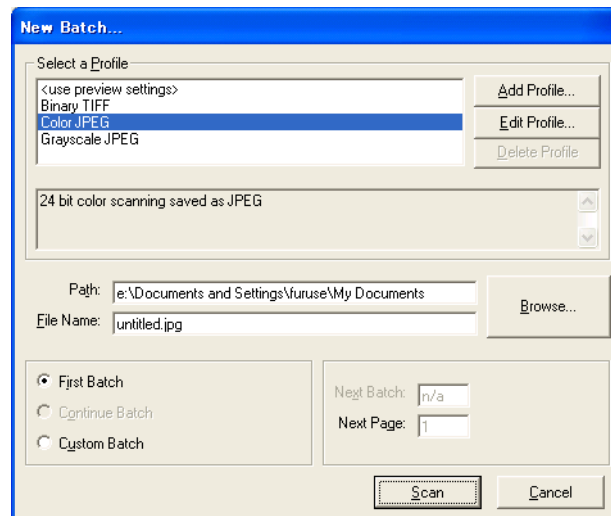 New Batch...
Select a Profile
<use preview settings>
Binary TIFF
Color JPEG
Grayscale JPEG
Add Profile...
Edit Profile...
Delete Profile
24 bit color scanning saved as JPEG
Path: e:\Documents and Settings\furuse\My Documents
File Name: untitled.jpg
Browse...
First Batch
Continue Batch
Custom Batch
Next Batch: n/a
Next Page: 1
Scan Cancel